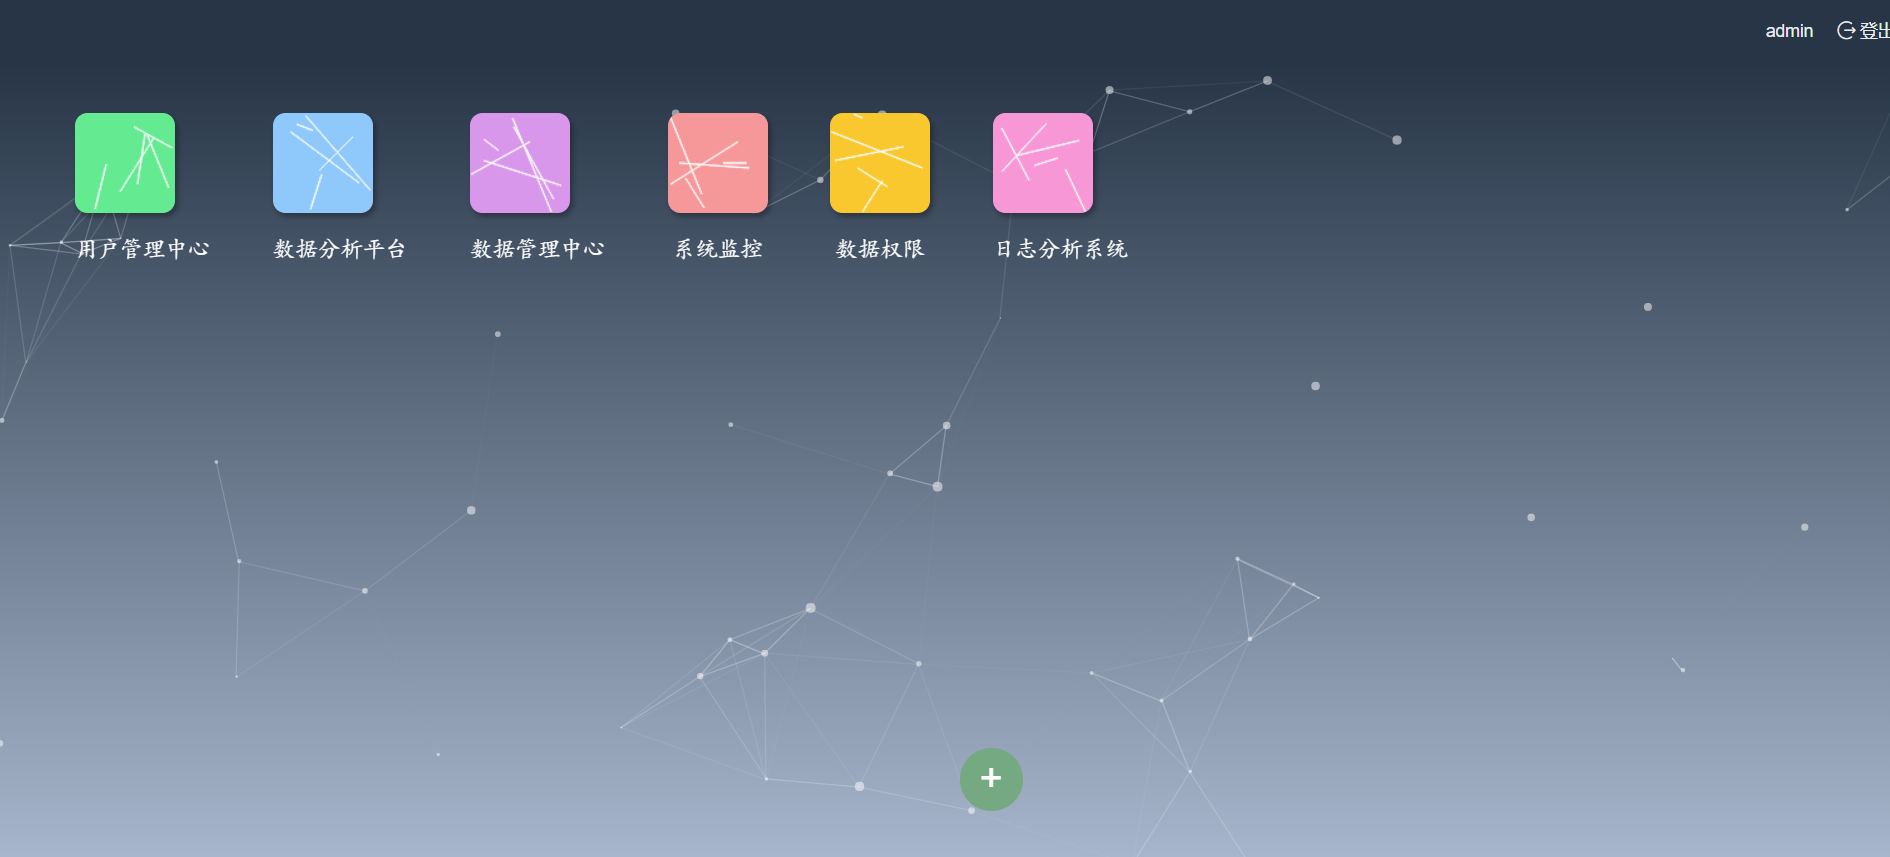 admin 登出
用户管理中心 数据分析平台 数据管理中心 系统监控 数据权限 日志分析系统
+